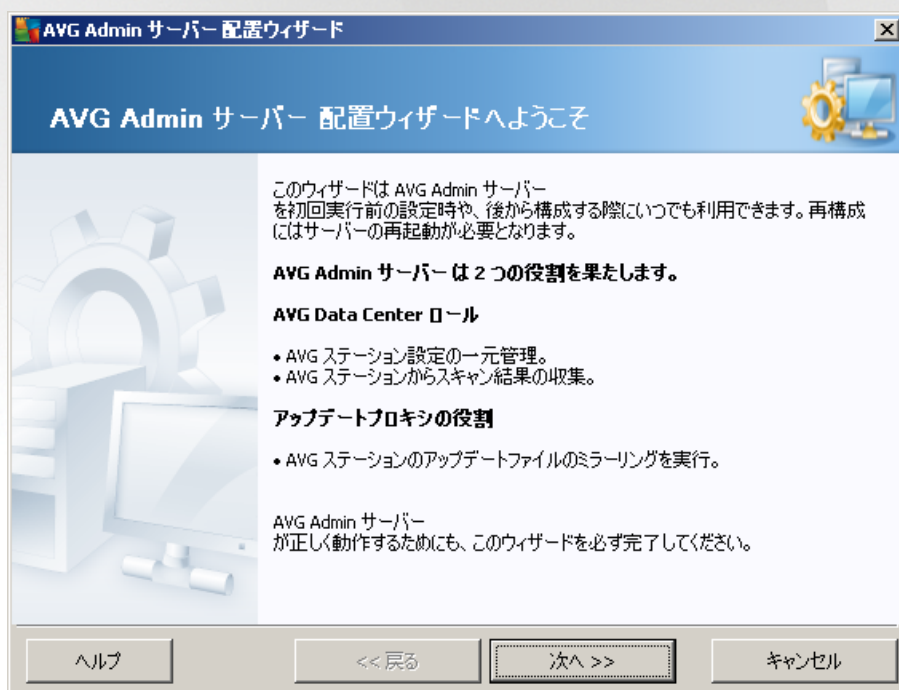 AVG Admin サーバー 配置ウィザード
AVG Admin サーバー 配置ウィザードへようこそ
このウィザードは AVG Admin サーバー
を初回実行前の設定時や、後から構成する際にいつでも利用できます。再構成
にはサーバーの再起動が必要となります。
AVG Admin サーバー は 2 つの役割を果たします。
AVG Data Center ロール
• AVG ステーション設定の一元管理。
• AVG ステーションからスキャン結果の収集。
アップデートプロキシの役割
• AVG ステーションのアップデートファイルのミラーリングを実行。
AVG Admin サーバー
が正しく動作するためにも、このウィザードを必ず完了してください。
ヘルプ
<< 戻る
次へ >>
キャンセル